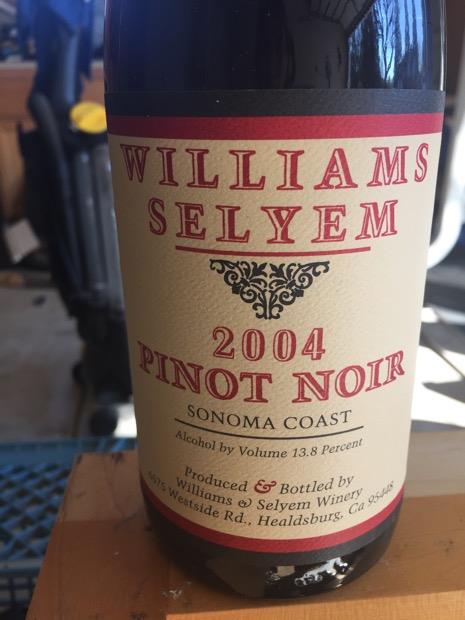 WILLIAMS
SELYEM
2004
PINOT NOIR
SONOMA COAST
Alcohol by Volume 13.8 Percent
Produced & Bottled by
Williams & Selyem Winery
6575 Westside Rd., Healdsburg, Ca 95448